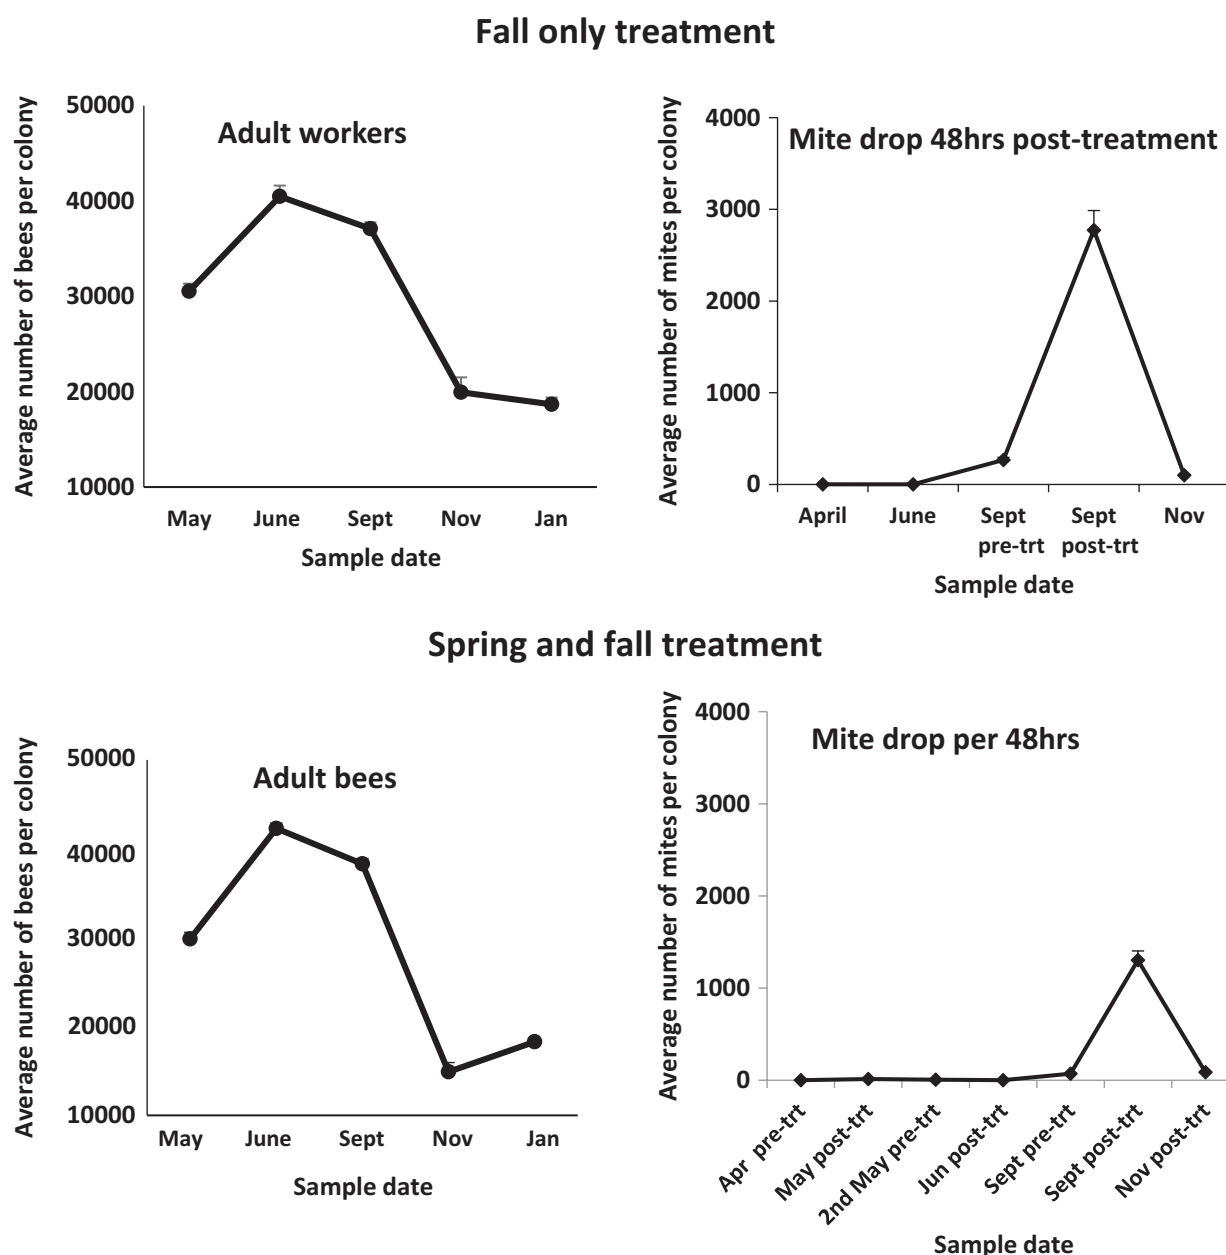 Fall only treatment
Average number of bees per colony
50000
40000
30000
20000
10000
Adult workers
May June Sept Nov Jan
Sample date
Average number of mites per colony
4000
3000
2000
1000
0
Mite drop 48hrs post-treatment
April June Sept Sept Nov
pre-trt post-trt
Sample date
Spring and fall treatment
Average number of bees per colony
50000
40000
30000
20000
10000
Adult bees
May June Sept Nov Jan
Sample date
Average number of mites per colony
4000
3000
2000
1000
0
Mite drop per 48hrs
Apr pre-trt
May post-trt
2nd May pre-trt
Jun post-trt
Sept pre-trt
Sept post-trt
Nov post-trt
Sample date